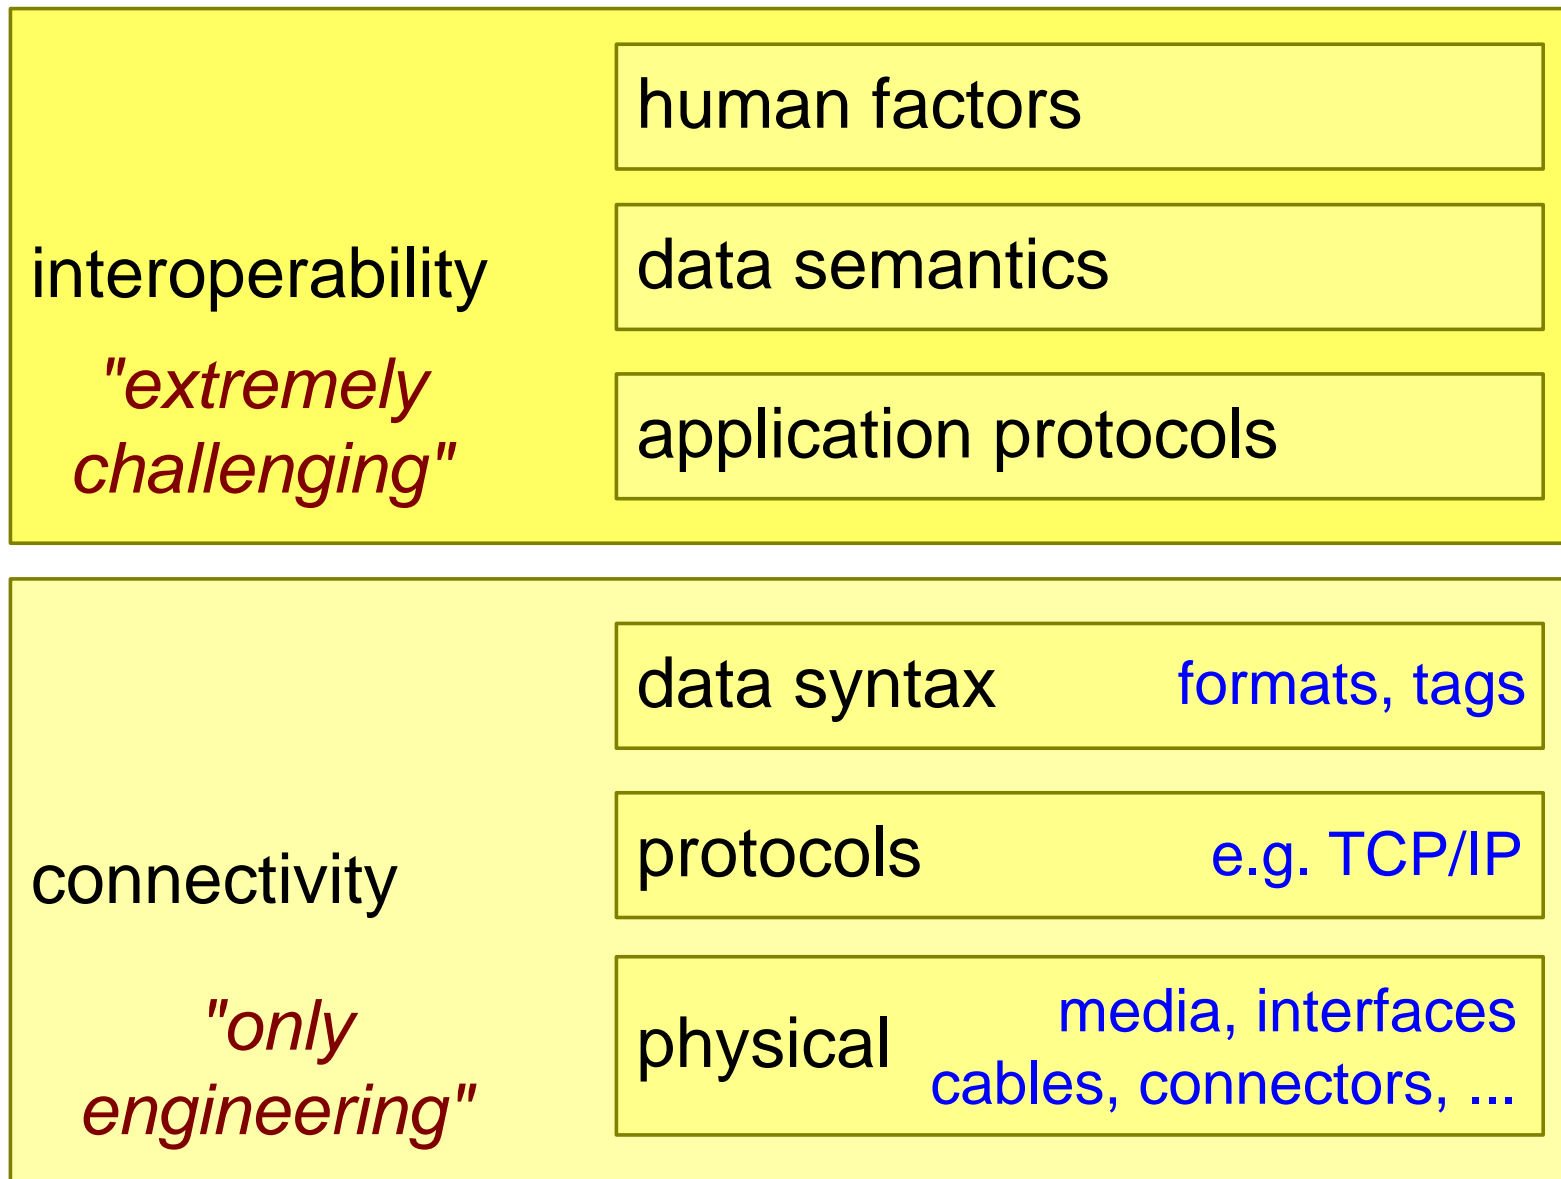 human factors
interoperability
data semantics
"extremely
challenging"
application protocols
data syntax formats, tags
connectivity
protocols e.g. TCP/IP
"only
engineering"
physical
media, interfaces
cables, connectors, ...